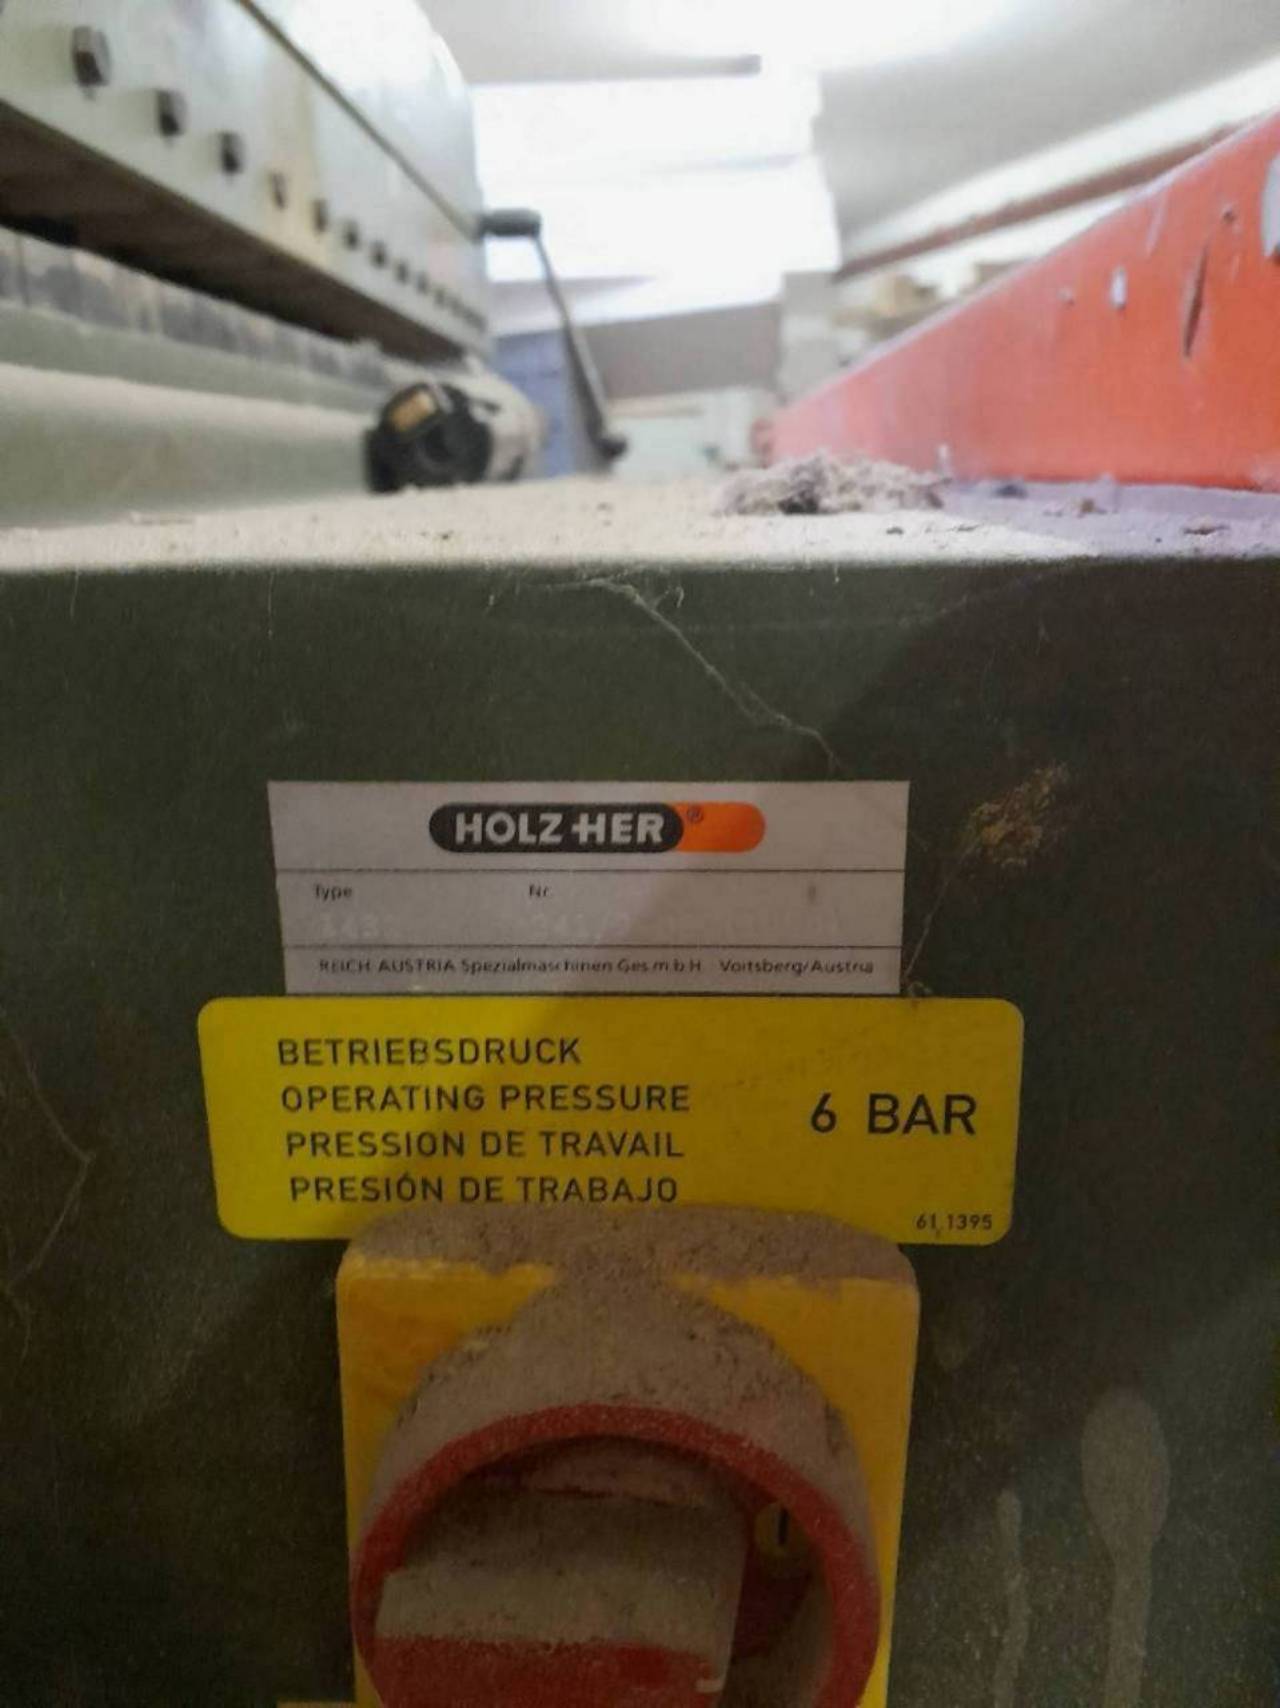 HOLZ-HER®
Type Nr.
REICH AUSTRIA Spezialmaschinen Ges.m.b.H. Voitsberg/Austria
BETRIEBSDRUCK
OPERATING PRESSURE
PRESSION DE TRAVAIL
PRESIÓN DE TRABAJO
6 BAR
61,1395